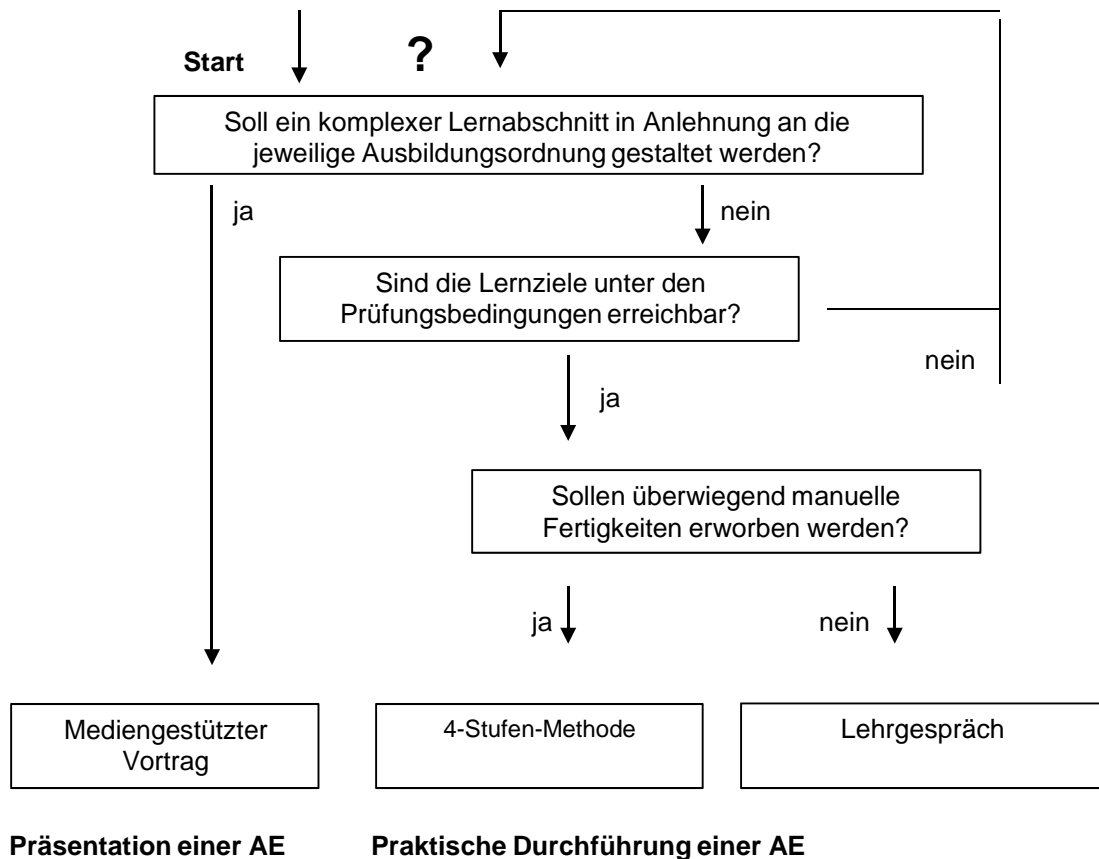 Start
?
Soll ein komplexer Lernabschnitt in Anlehnung an die
jeweilige Ausbildungsordnung gestaltet werden?
ja
nein
Sind die Lernziele unter den
Prüfungsbedingungen erreichbar?
nein
ja
Sollen überwiegend manuelle
Fertigkeiten erworben werden?
ja
nein
Mediengestützter
Vortrag
4-Stufen-Methode
Lehrgespräch
Präsentation einer AE
Praktische Durchführung einer AE